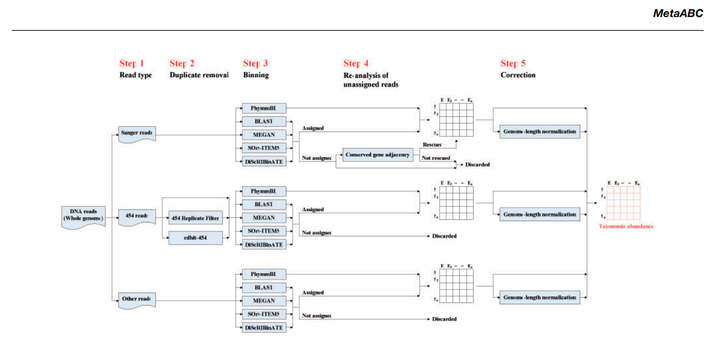 MetaABC
Step 1
Step 2
Step 3
Step 4
Step 5
Read type
Duplicate removal
Binning
Re-analysis of
unassigned reads
Correction
PhymmBL
BLAST
MEGAN
SOrt-ITEMS
DiScRIBinATE
Sanger reads
Assigned
Not assigned
Conserved gene adjacency
Rescued
Not rescued
Discarded
Genome-length normalization
DNA reads
(Whole genome)
454 reads
454 Replicate Filter
cdhit-454
PhymmBL
BLAST
MEGAN
SOrt-ITEMS
DiScRIBinATE
Assigned
Not assigned
Discarded
Genome-length normalization
Taxonomic abundance
Other reads
PhymmBL
BLAST
MEGAN
SOrt-ITEMS
DiScRIBinATE
Assigned
Not assigned
Discarded
Genome-length normalization